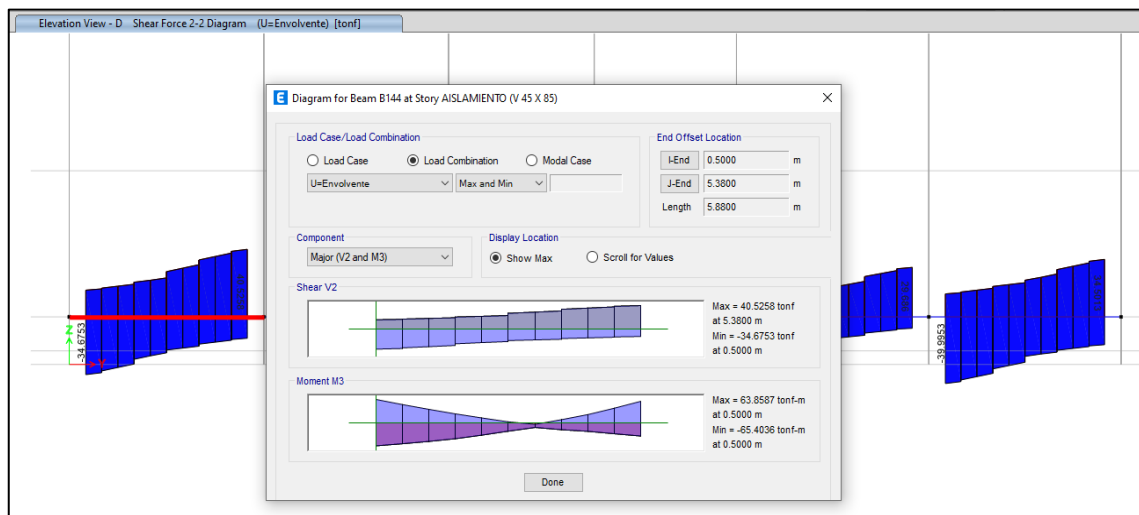 Elevation View - D   Shear Force 2-2 Diagram   (U=Envolvente) [tonf]
E Diagram for Beam B144 at Story AISLAMIENTO (V 45 X 85)
Load Case/Load Combination
Load Case   Load Combination   Modal Case
U=Envolvente   Max and Min
End Offset Location
I-End   0.5000   m
J-End   5.3800   m
Length   5.8800   m
Component
Major (V2 and M3)
Display Location
Show Max   Scroll for Values
Shear V2
Max = 40.5258 tonf
at 5.3800 m
Min = -34.6753 tonf
at 0.5000 m
Moment M3
Max = 63.8587 tonf-m
at 0.5000 m
Min = -65.4036 tonf-m
at 0.5000 m
Done
-34.6753
Z
Y
-39.9953